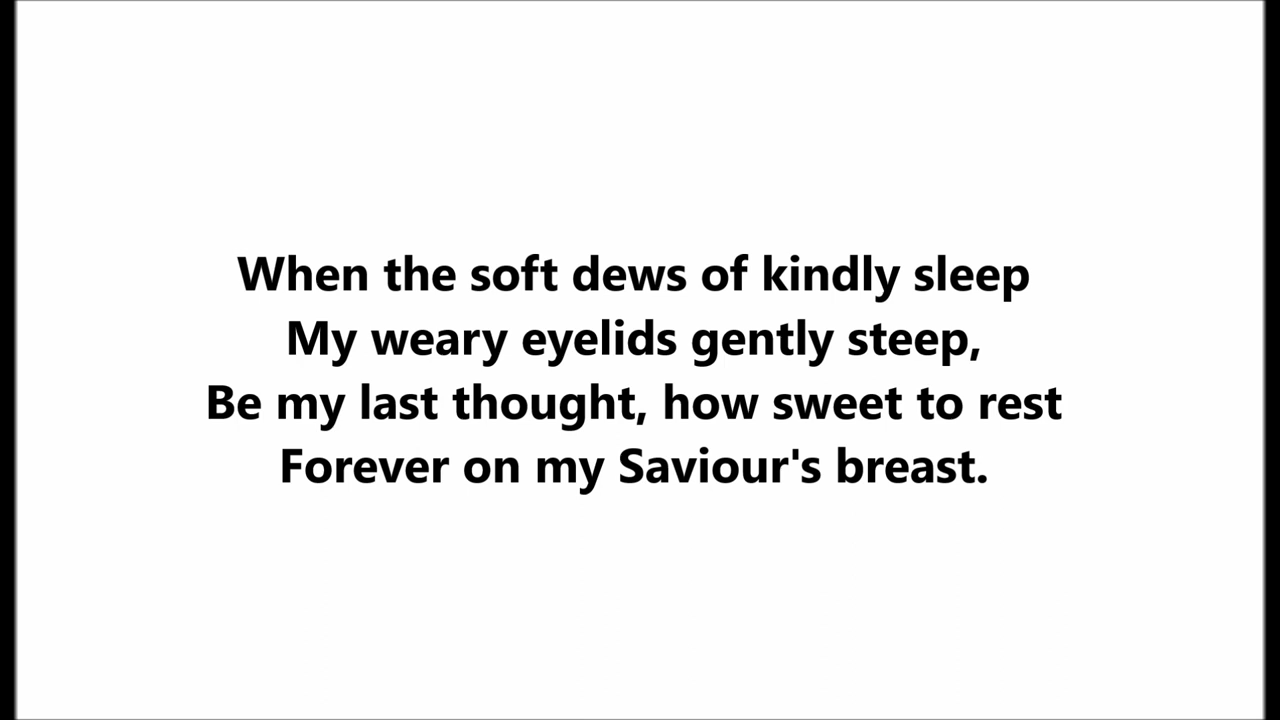 When the soft dews of kindly sleep
My weary eyelids gently steep,
Be my last thought, how sweet to rest
Forever on my Saviour's breast.